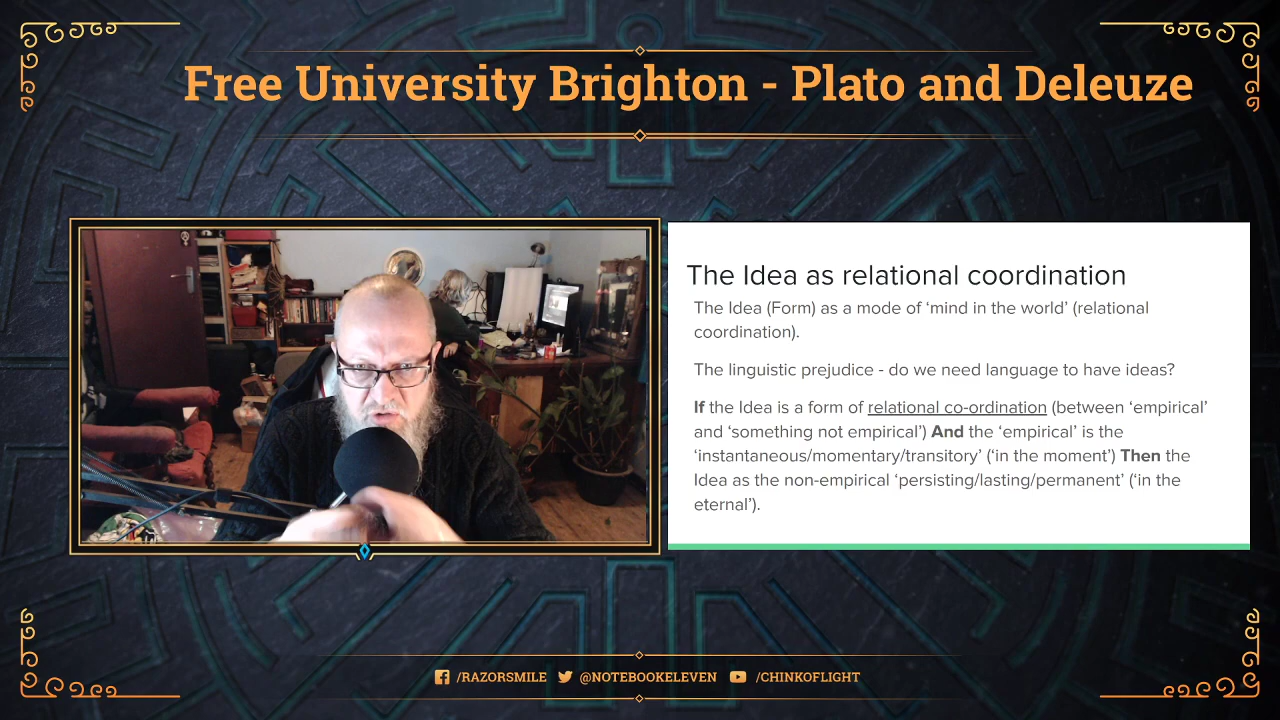 Free University Brighton - Plato and Deleuze
The Idea as relational coordination
The Idea (Form) as a mode of ‘mind in the world’ (relational
coordination).
The linguistic prejudice - do we need language to have ideas?
If the Idea is a form of relational co-ordination (between ‘empirical’
and ‘something not empirical’) And the ‘empirical’ is the
‘instantaneous/momentary/transitory’ (‘in the moment’) Then the
Idea as the non-empirical ‘persisting/lasting/permanent’ (‘in the
eternal’).
/RAZORSMILE @NOTEBOOKELEVEN /CHINKOFLIGHT